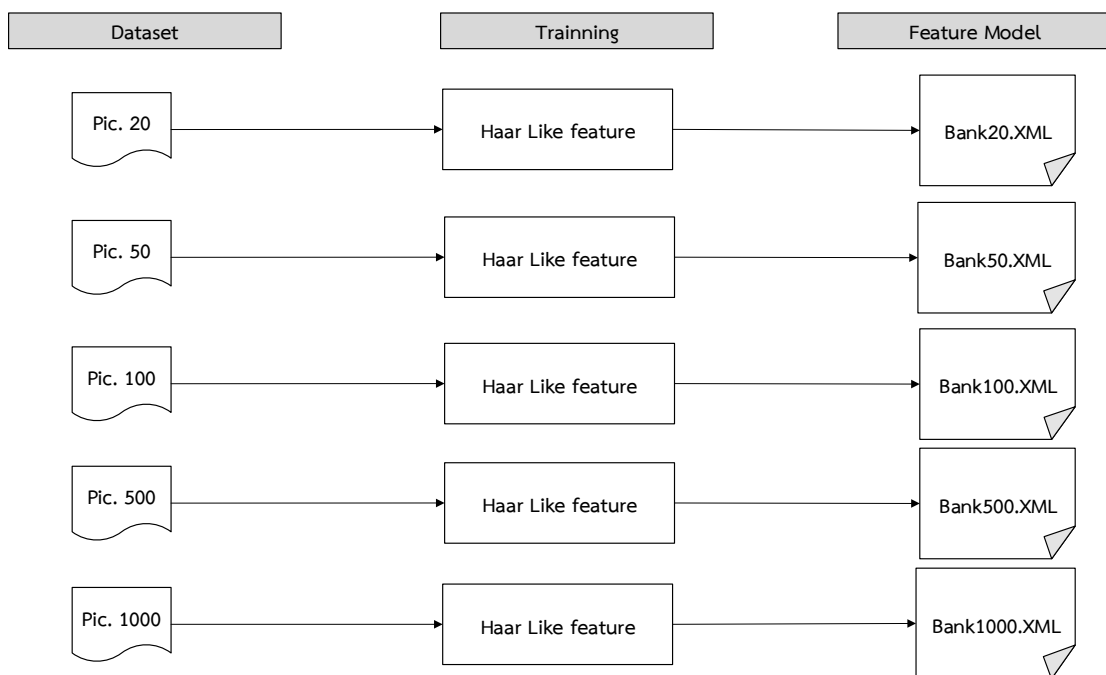 Dataset
Trainning
Feature Model
Pic. 20
Haar Like feature
Bank20.XML
Pic. 50
Haar Like feature
Bank50.XML
Pic. 100
Haar Like feature
Bank100.XML
Pic. 500
Haar Like feature
Bank500.XML
Pic. 1000
Haar Like feature
Bank1000.XML